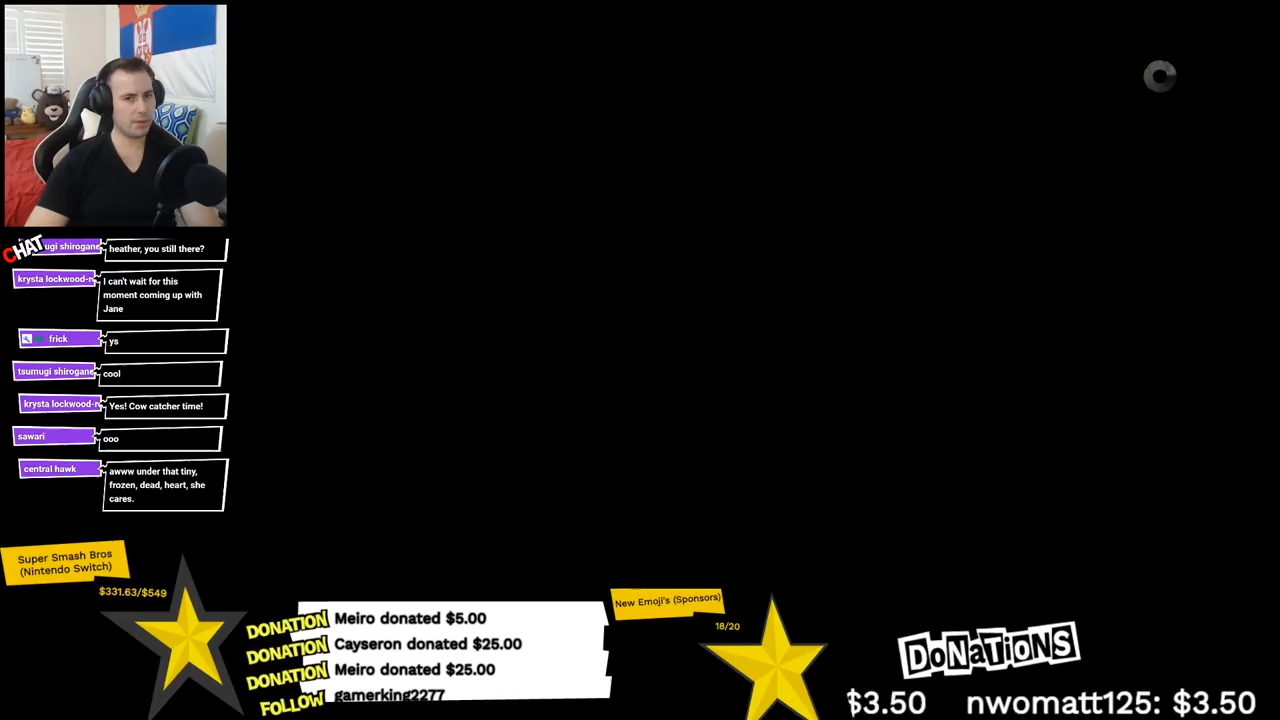 CHAT
ugi shirogane
heather, you still there?
krysta lockwood-r
I can't wait for this
moment coming up with
Jane
frick
ys
tsumugi shirogane
cool
krysta lockwood-r
Yes! Cow catcher time!
sawari
ooo
central hawk
awww under that tiny,
frozen, dead, heart, she
cares.
Super Smash Bros
(Nintendo Switch)
$331.63/$549
DONATION Meiro donated $5.00
DONATION Cayseron donated $25.00
DONATION Meiro donated $25.00
FOLLOW gamerking2277
New Emoji's (Sponsors)
18/20
DONATIONS
$3.50 nwomatt125: $3.50